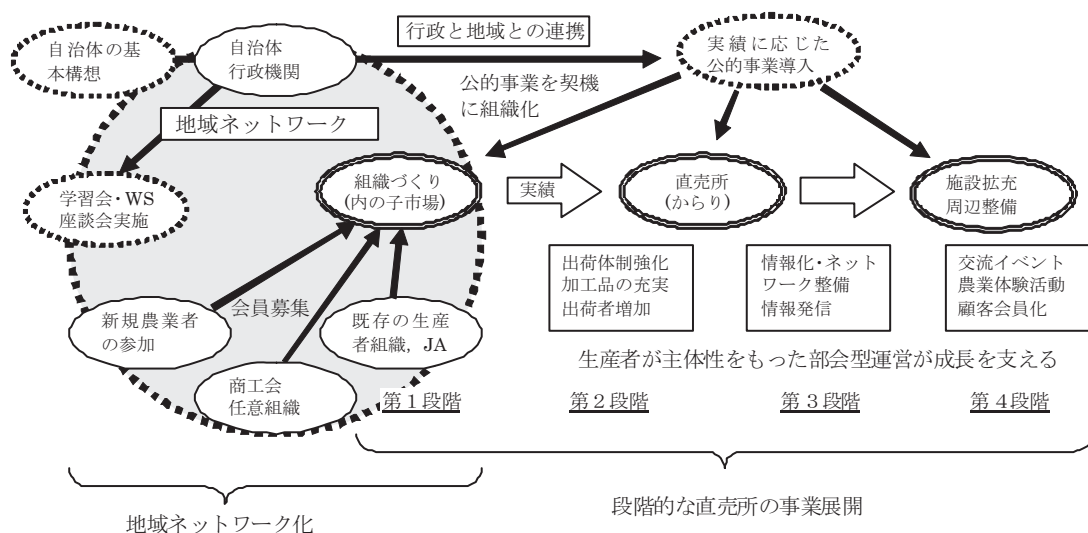 自治体の基
本構想
自治体
行政機関
行政と地域との連携
実績に応じた
公的事業導入
公的事業を契機
に組織化
地域ネットワーク
学習会・WS
座談会実施
組織づくり
(内の子市場)
実績
直売所
(からり)
施設拡充
周辺整備
出荷体制強化
加工品の充実
出荷者増加
情報化・ネット
ワーク整備
情報発信
交流イベント
農業体験活動
顧客会員化
会員募集
新規農業者
の参加
既存の生産
者組織，JA
商工会
任意組織
生産者が主体性をもった部会型運営が成長を支える
第1段階
第2段階
第3段階
第4段階
地域ネットワーク化
段階的な直売所の事業展開